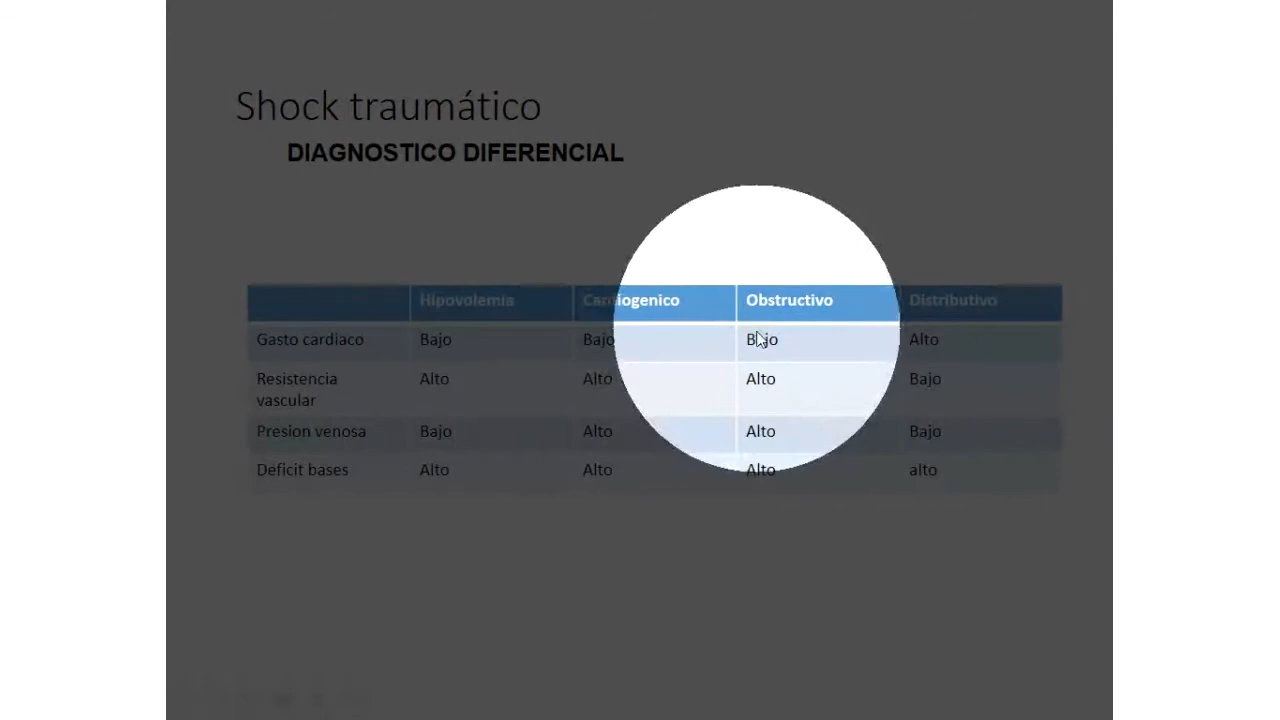 Shock traumático
DIAGNOSTICO DIFERENCIAL
Hipovolemia Cardiogenico Obstructivo Distributivo
Gasto cardiaco Bajo Bajo Bajo Alto
Resistencia vascular Alto Alto Alto Bajo
Presion venosa Bajo Alto Alto Bajo
Deficit bases Alto Alto Alto alto